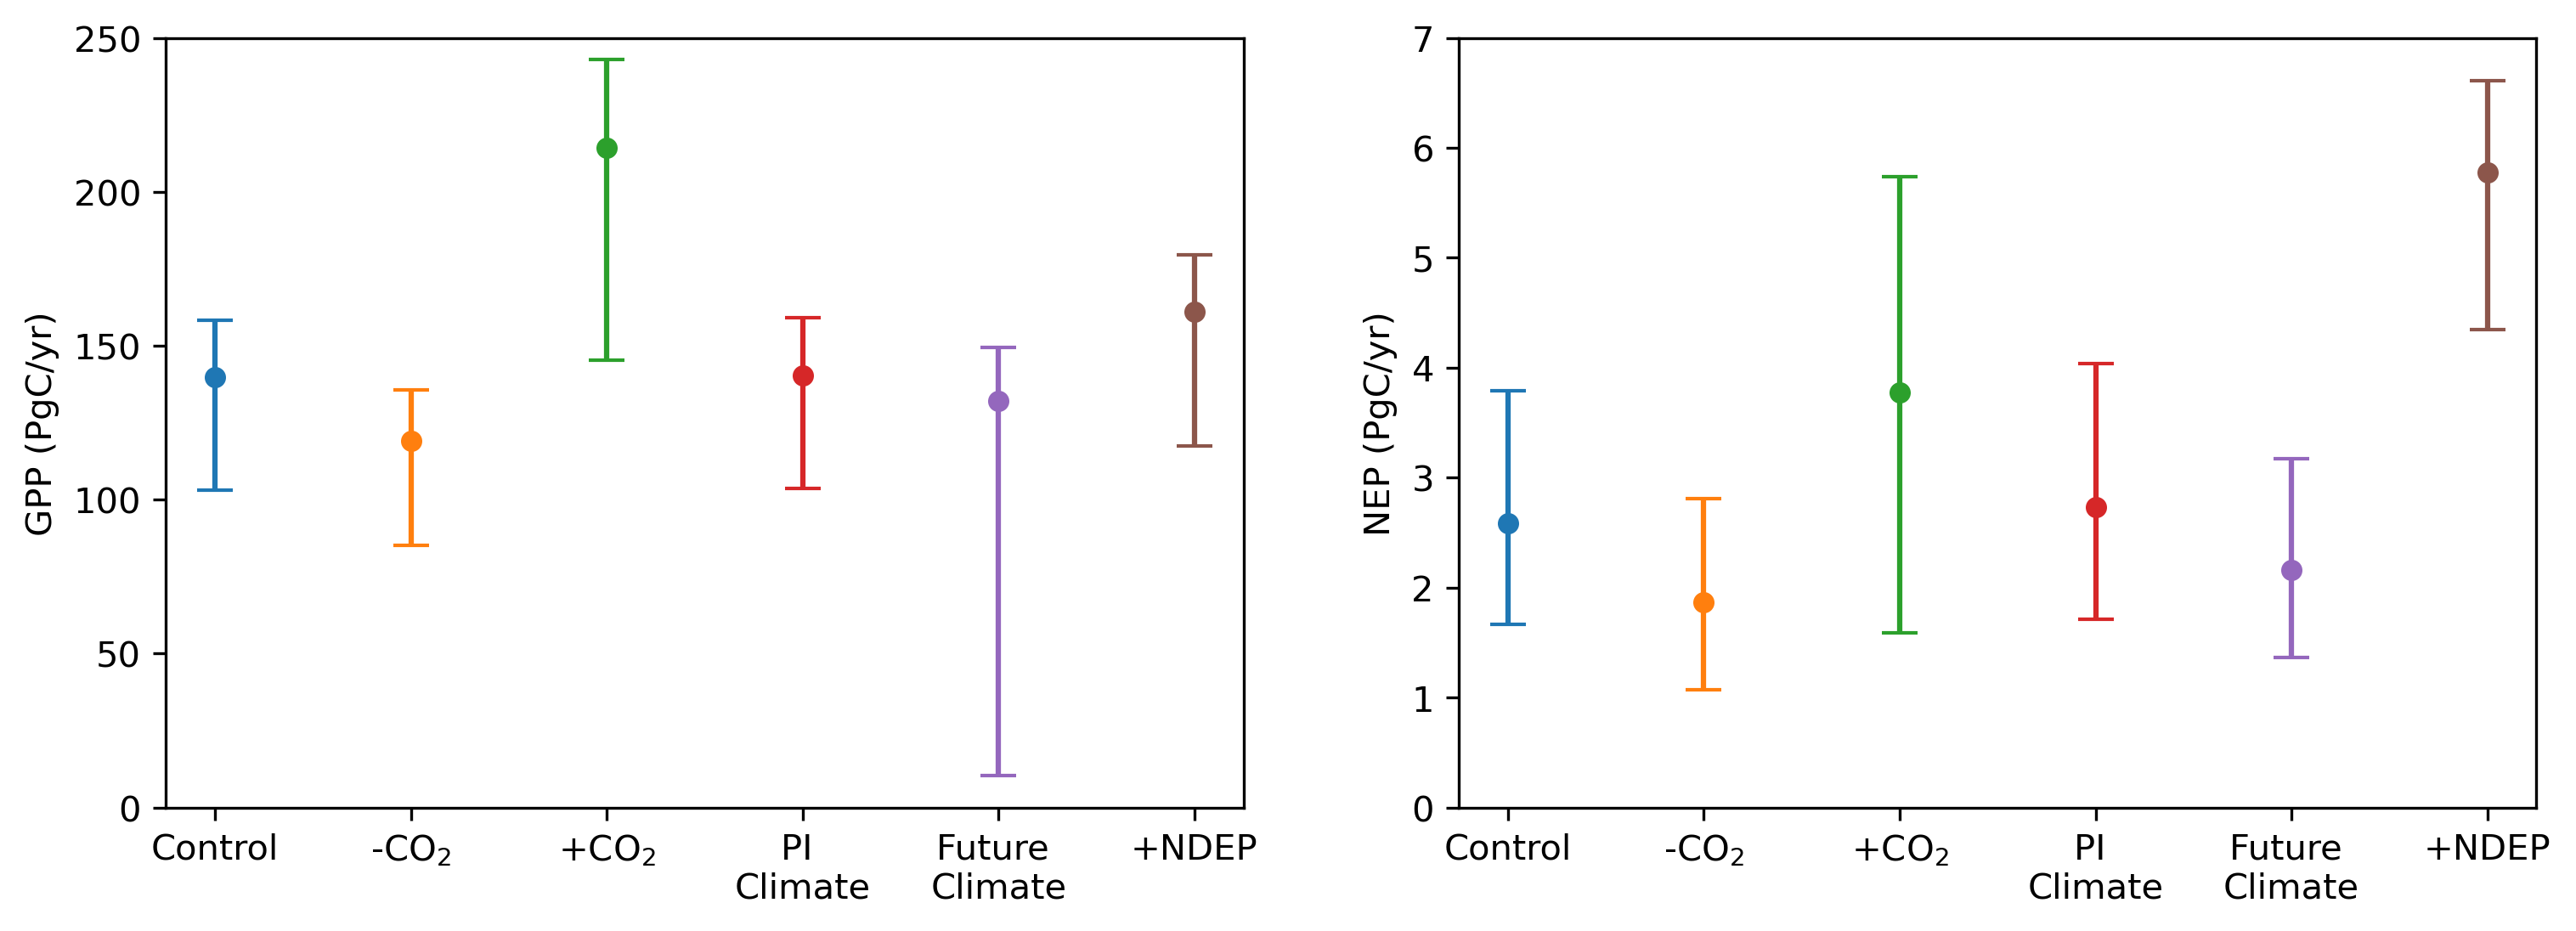 GPP (PgC/yr)
250
200
150
100
50
0
Control
-CO₂
+CO₂
PI
Climate
Future
Climate
+NDEP
NEP (PgC/yr)
7
6
5
4
3
2
1
0
Control
-CO₂
+CO₂
PI
Climate
Future
Climate
+NDEP